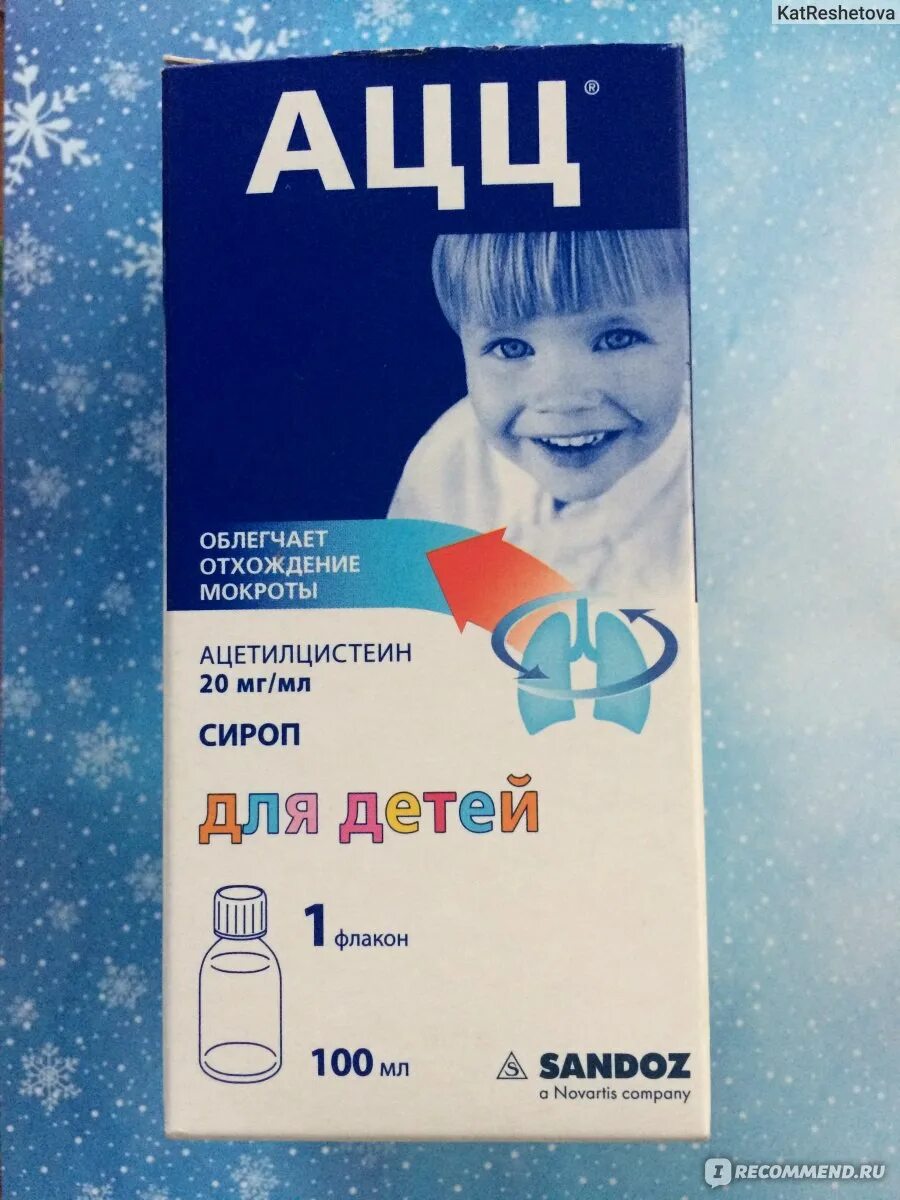 KatReshetova
АЦЦ®
ОБЛЕГЧАЕТ
ОТХОЖДЕНИЕ
МОКРОТЫ
АЦЕТИЛЦИСТЕИН
20 мг/мл
СИРОП
для детей
1 флакон
100 мл
S SANDOZ
a Novartis company
I RECOMMEND.RU